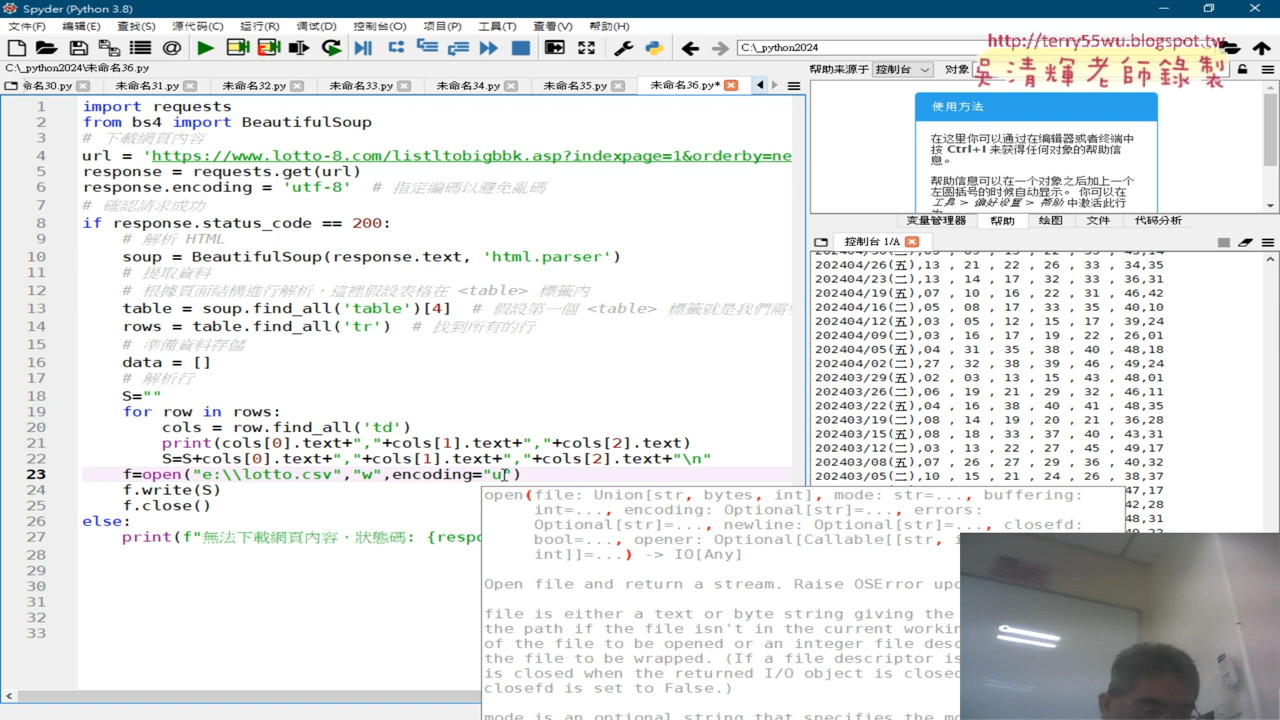 Spyder (Python 3.8)
文件(F) 编辑(E) 查找(S) 源代码(C) 运行(R) 调试(D) 控制台(O) 项目(P) 工具(T) 查看(V) 帮助(H)
C:\_python2024
http://terry55wu.blogspot.tw
吳清輝老師錄製
C:\_python2024\未命名36.py
帮助来源于 控制台 对象
命名30.py 未命名31.py 未命名32.py 未命名33.py 未命名34.py 未命名35.py 未命名36.py*
1 import requests
2 from bs4 import BeautifulSoup
3 # 下載網頁內容
4 url = 'https://www.lotto-8.com/listltobigbbk.asp?indexpage=1&orderby=ne
5 response = requests.get(url)
6 response.encoding = 'utf-8' # 指定編碼以避免亂碼
7 # 確認請求成功
8 if response.status_code == 200:
9 # 解析 HTML
10 soup = BeautifulSoup(response.text, 'html.parser')
11 # 提取資料
12 # 根據頁面結構進行解析，這裡假設表格在 <table> 標籤內
13 table = soup.find_all('table')[4] # 假設第一個 <table> 標籤就是我們需
14 rows = table.find_all('tr') # 找到所有的行
15 # 準備資料存儲
16 data = []
17 # 解析行
18 S=""
19 for row in rows:
20 cols = row.find_all('td')
21 print(cols[0].text+","+cols[1].text+","+cols[2].text)
22 S=S+cols[0].text+","+cols[1].text+","+cols[2].text+"\n"
23 f=open("e:\\lotto.csv","w",encoding="u")
24 f.write(S)
25 f.close()
26 else:
27 print(f"無法下載網頁內容，狀態碼: {respo
28
29
30
31
32
33
open(file: Union[str, bytes, int], mode: str=..., buffering:
int=..., encoding: Optional[str]=..., errors:
Optional[str]=..., newline: Optional[str]=..., closefd:
bool=..., opener: Optional[Callable[[str, i
int]]=...) -> IO[Any]
Open file and return a stream. Raise OSError upo
file is either a text or byte string giving the
the path if the file isn't in the current workin
of the file to be opened or an integer file desc
the file to be wrapped. (If a file descriptor is
is closed when the returned I/O object is closed
closefd is set to False.)
mode is an optional string that specifies the mo
使用方法
在这里你可以通过在编辑器或者终端中
按 Ctrl+I 来获得任何对象的帮助信
息。
帮助信息可以在一个对象之后加上一个
左圆括号的时候自动显示。 你可以在
工具 > 偏好设置 > 帮助 中激活此行
变量管理器 帮助 绘图 文件 代码分析
控制台 1/A
202404/26(五),13 , 21 , 22 , 26 , 33 , 34,35
202404/23(二),13 , 14 , 17 , 32 , 33 , 36,31
202404/19(五),07 , 10 , 16 , 22 , 31 , 46,42
202404/16(二),05 , 08 , 17 , 33 , 35 , 40,10
202404/12(五),03 , 05 , 12 , 15 , 17 , 39,24
202404/09(二),03 , 16 , 17 , 19 , 22 , 26,01
202404/05(五),04 , 31 , 35 , 38 , 40 , 48,18
202404/02(二),27 , 32 , 38 , 39 , 46 , 49,24
202403/29(五),02 , 03 , 13 , 15 , 43 , 48,01
202403/26(二),06 , 19 , 21 , 29 , 32 , 46,11
202403/22(五),04 , 16 , 38 , 40 , 41 , 48,35
202403/19(二),08 , 14 , 19 , 20 , 21 , 36,28
202403/15(五),08 , 18 , 33 , 37 , 40 , 43,31
202403/12(二),03 , 13 , 22 , 27 , 45 , 49,17
202403/08(五),07 , 26 , 27 , 29 , 36 , 40,32
202403/05(二),10 , 15 , 21 , 24 , 26 , 38,37
47,17
42,28
48,31